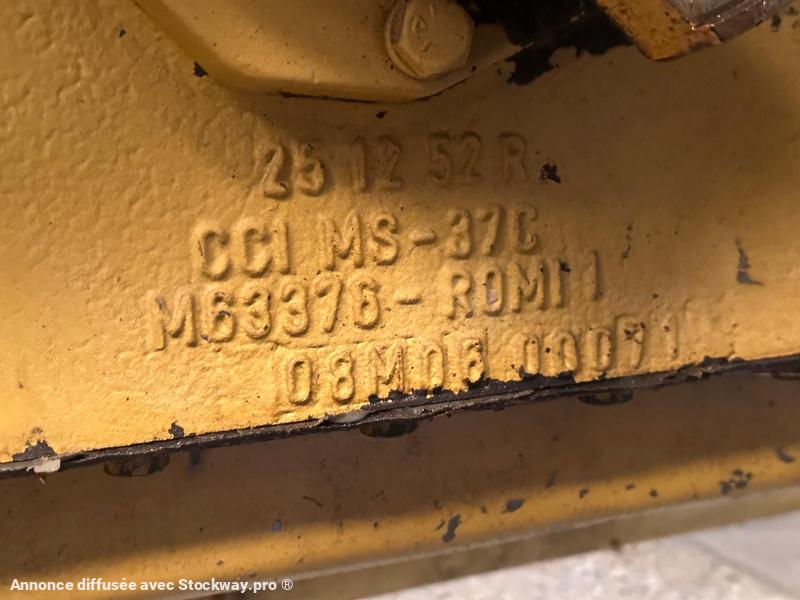 25 12 52 R
CCI MS-37C
M63376-ROMI 1
08M06 00071
Annonce diffusée avec Stockway.pro ®